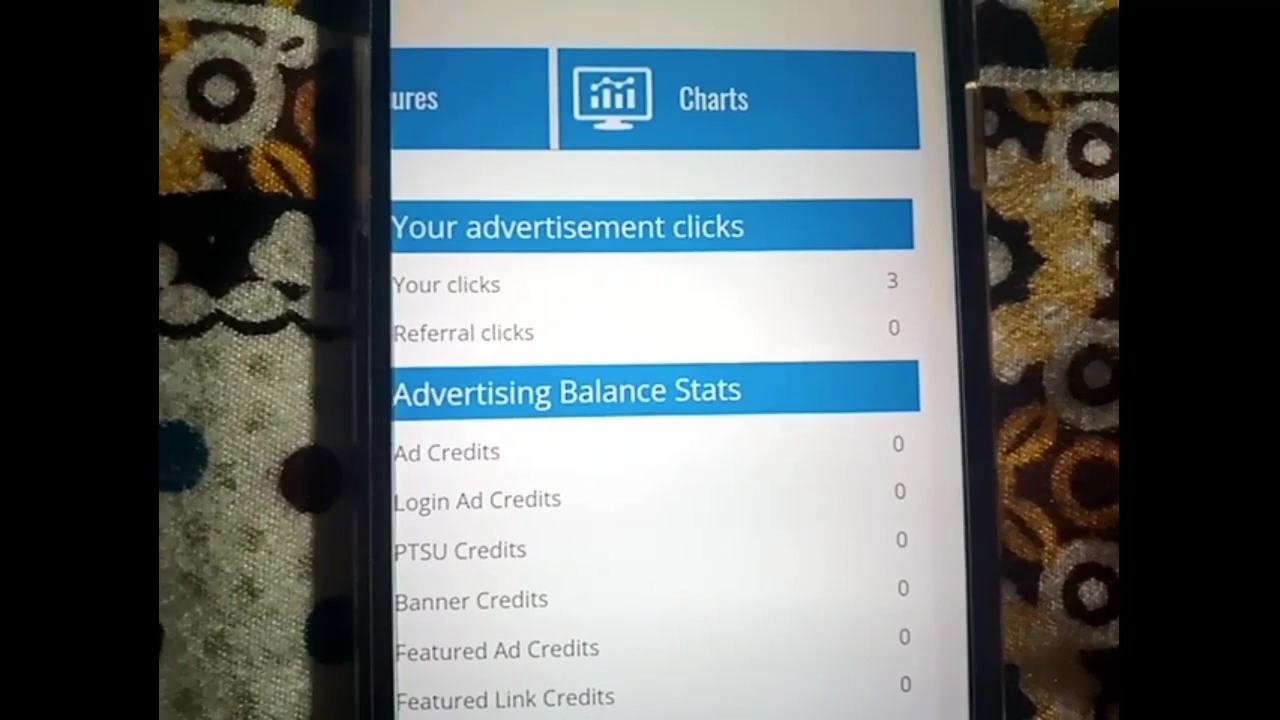 ures
Charts
Your advertisement clicks
Your clicks 3
Referral clicks 0
Advertising Balance Stats
Ad Credits 0
Login Ad Credits 0
PTSU Credits 0
Banner Credits 0
Featured Ad Credits 0
Featured Link Credits 0